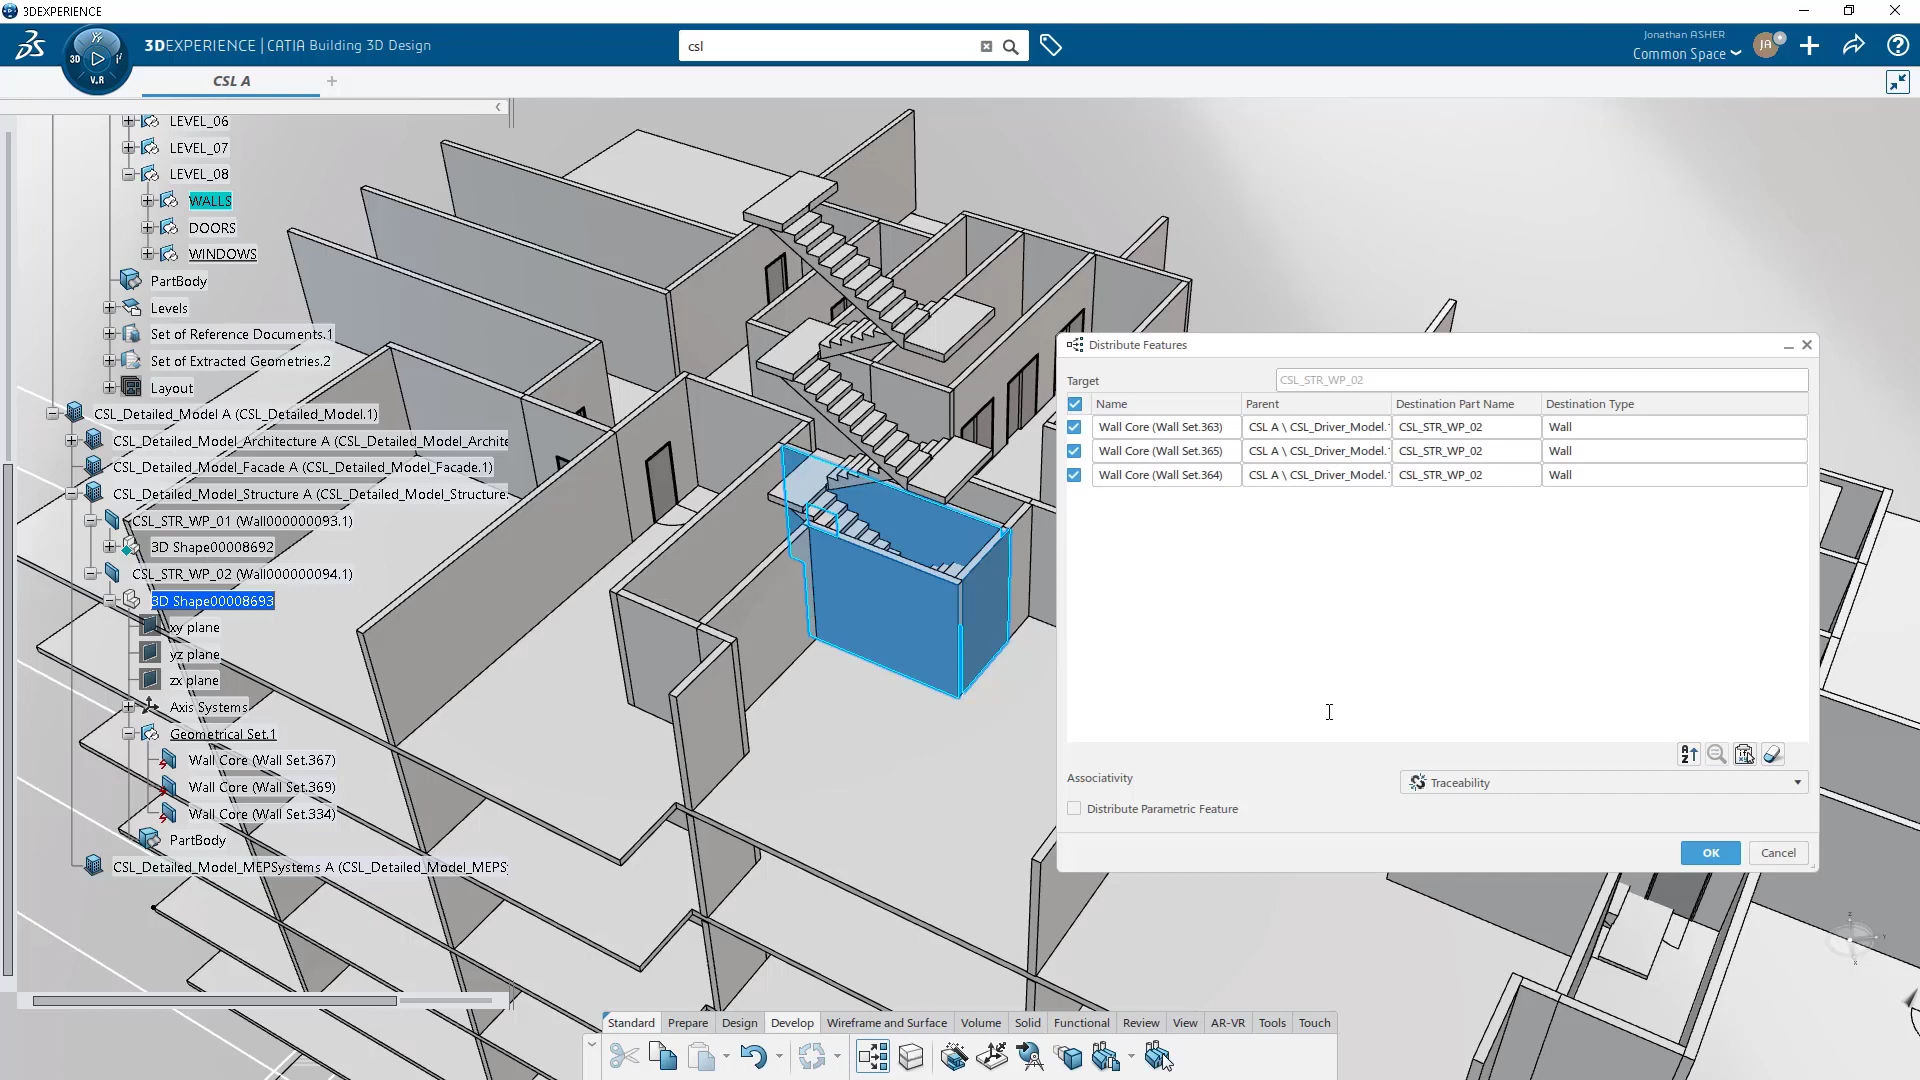 3DEXPERIENCE
3DEXPERIENCE | CATIA Building 3D Design
csl
Jonathan ASHER
Common Space
JA
3D
V.R
CSL A
LEVEL_06
LEVEL_07
LEVEL_08
WALLS
DOORS
WINDOWS
PartBody
Levels
Set of Reference Documents.1
Set of Extracted Geometries.2
Layout
CSL_Detailed_Model A (CSL_Detailed_Model.1)
CSL_Detailed_Model_Architecture A (CSL_Detailed_Model_Archite
CSL_Detailed_Model_Facade A (CSL_Detailed_Model_Facade.1)
CSL_Detailed_Model_Structure A (CSL_Detailed_Model_Structure.
CSL_STR_WP_01 (Wall000000093.1)
3D Shape00008692
CSL_STR_WP_02 (Wall000000094.1)
3D Shape00008693
xy plane
yz plane
zx plane
Axis Systems
Geometrical Set.1
Wall Core (Wall Set.367)
Wall Core (Wall Set.369)
Wall Core (Wall Set.334)
PartBody
CSL_Detailed_Model_MEPSystems A (CSL_Detailed_Model_MEPS
Distribute Features
Target CSL_STR_WP_02
Name Parent Destination Part Name Destination Type
Wall Core (Wall Set.363) CSL A \ CSL_Driver_Model. CSL_STR_WP_02 Wall
Wall Core (Wall Set.365) CSL A \ CSL_Driver_Model. CSL_STR_WP_02 Wall
Wall Core (Wall Set.364) CSL A \ CSL_Driver_Model. CSL_STR_WP_02 Wall
Associativity Traceability
Distribute Parametric Feature
OK Cancel
Standard Prepare Design Develop Wireframe and Surface Volume Solid Functional Review View AR-VR Tools Touch